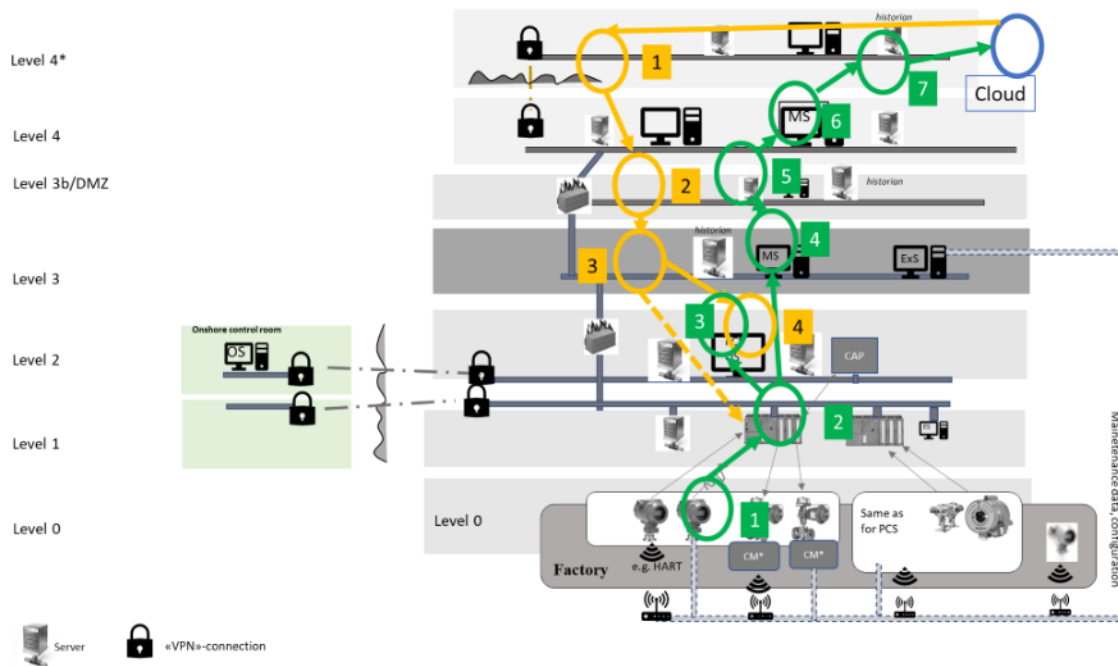 Level 4*
historian
1
7
Cloud
Level 4
MS
6
Level 3b/DMZ
2
5
historian
Level 3
historian
3
MS
4
ExS
Onshore control room
OS
Level 2
3
4
CAP
Level 1
2
ES
Level 0
Level 0
1
Same as
for PCS
CM*
CM*
e.g. HART
Factory
Mainetenance data, configuration
Server
«VPN»-connection